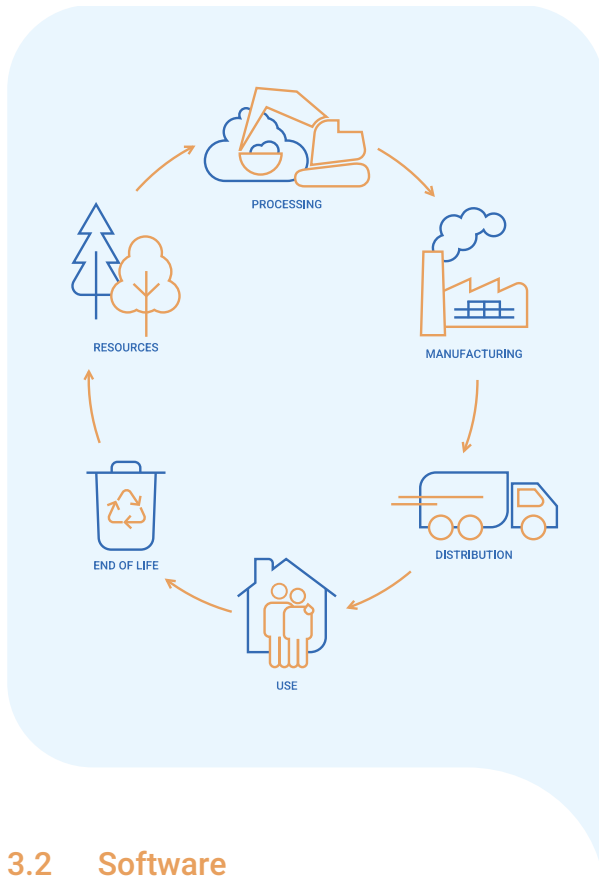 PROCESSING
RESOURCES
MANUFACTURING
END OF LIFE
DISTRIBUTION
USE
3.2 Software